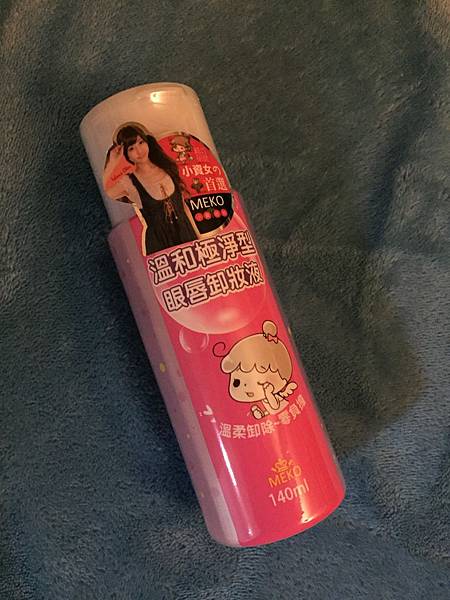 小資女の
首選
MEKO
溫和極淨型
眼唇卸妝液
溫柔卸除~零負擔
MEKO
140ml